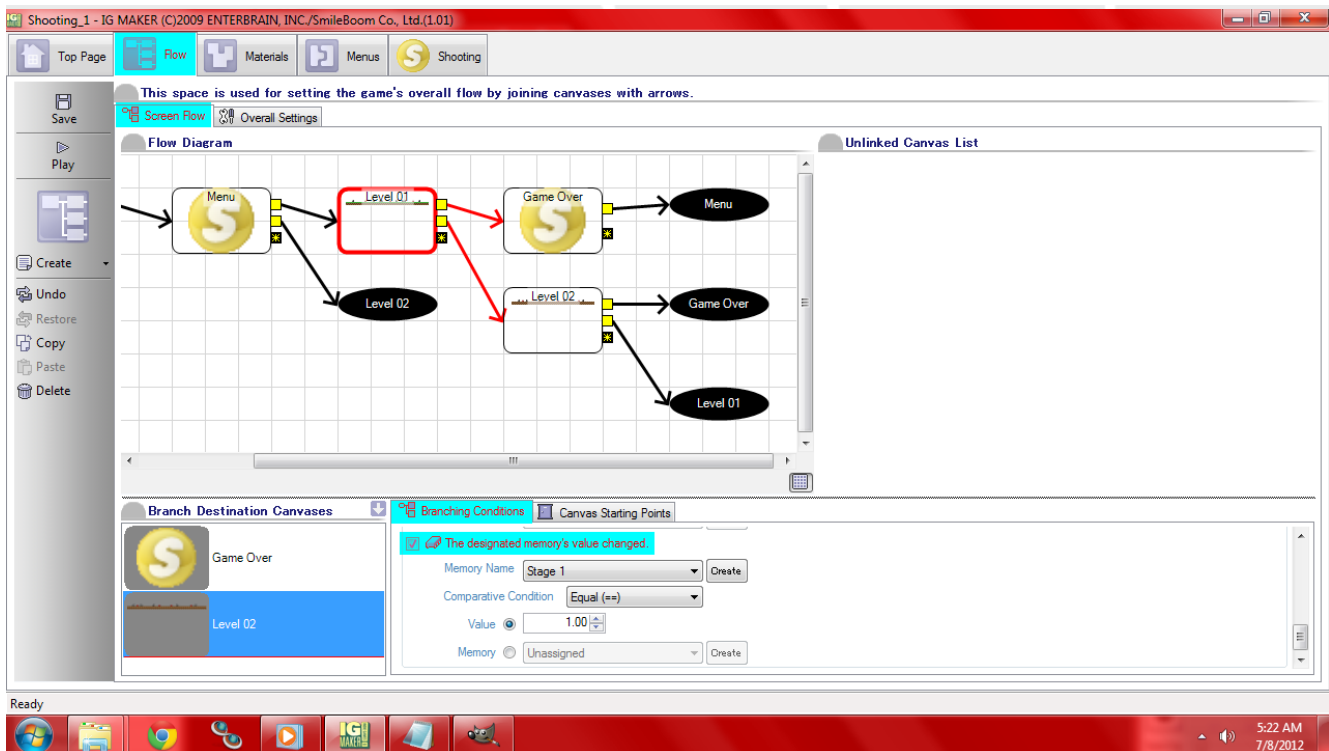 Shooting_1 - IG MAKER (C)2009 ENTERBRAIN, INC./SmileBoom Co., Ltd.(1.01)
Top Page
Flow
Materials
Menus
Shooting
This space is used for setting the game's overall flow by joining canvases with arrows.
Save
Screen Flow
Overall Settings
Flow Diagram
Unlinked Canvas List
Play
Menu
Level 01
Game Over
Menu
Create
Undo
Level 02
Level 02
Game Over
Restore
Copy
Paste
Delete
Level 01
Branch Destination Canvases
Branching Conditions
Canvas Starting Points
Game Over
The designated memory's value changed.
Memory Name
Stage 1
Create
Comparative Condition
Equal (==)
Level 02
Value
1.00
Memory
Unassigned
Create
Ready
IG
MAKER
5:22 AM
7/8/2012